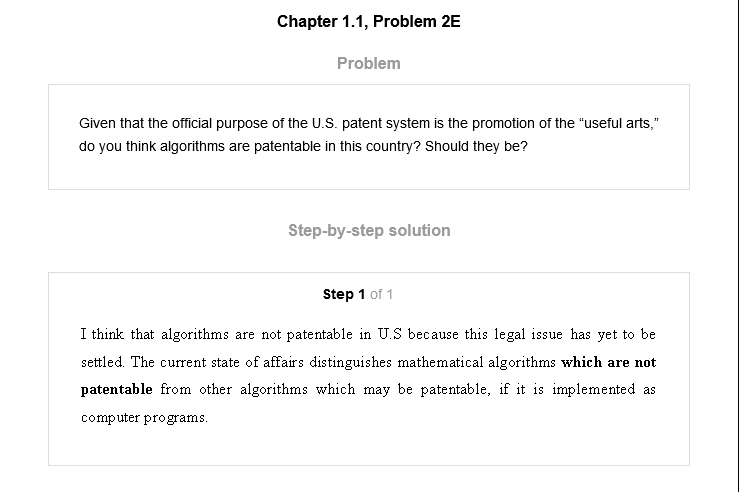 Chapter 1.1, Problem 2E
Problem
Given that the official purpose of the U.S. patent system is the promotion of the “useful arts,”
do you think algorithms are patentable in this country? Should they be?
Step-by-step solution
Step 1 of 1
I think that algorithms are not patentable in U.S because this legal issue has yet to be
settled. The current state of affairs distinguishes mathematical algorithms which are not
patentable from other algorithms which may be patentable, if it is implemented as
computer programs.